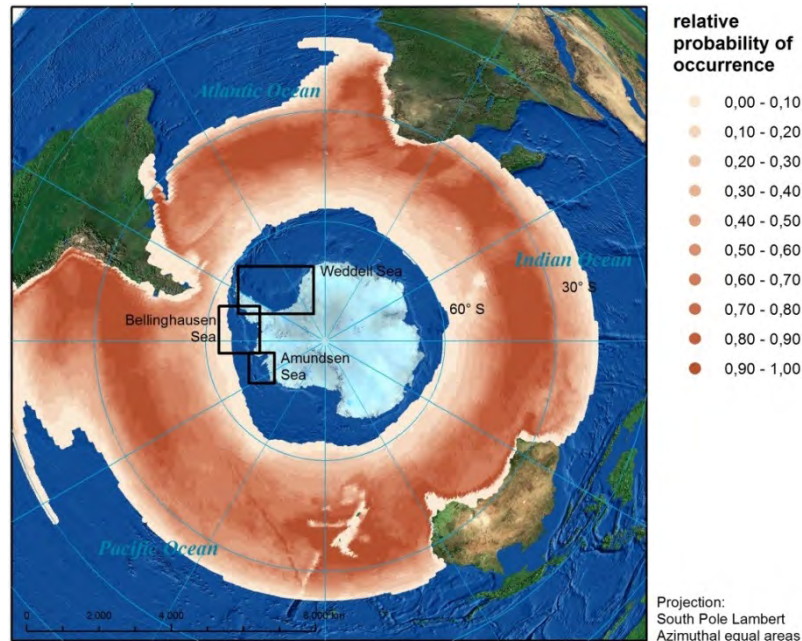 relative
probability of
occurrence
0,00 - 0,10
0,10 - 0,20
0,20 - 0,30
0,30 - 0,40
0,40 - 0,50
0,50 - 0,60
0,60 - 0,70
0,70 - 0,80
0,80 - 0,90
0,90 - 1,00
Atlantic Ocean
Weddell Sea
Indian Ocean
30° S
60° S
Bellinghausen
Sea
Amundsen
Sea
Pacific Ocean
0 2.000 4.000 6.000 km
Projection:
South Pole Lambert
Azimuthal equal areas